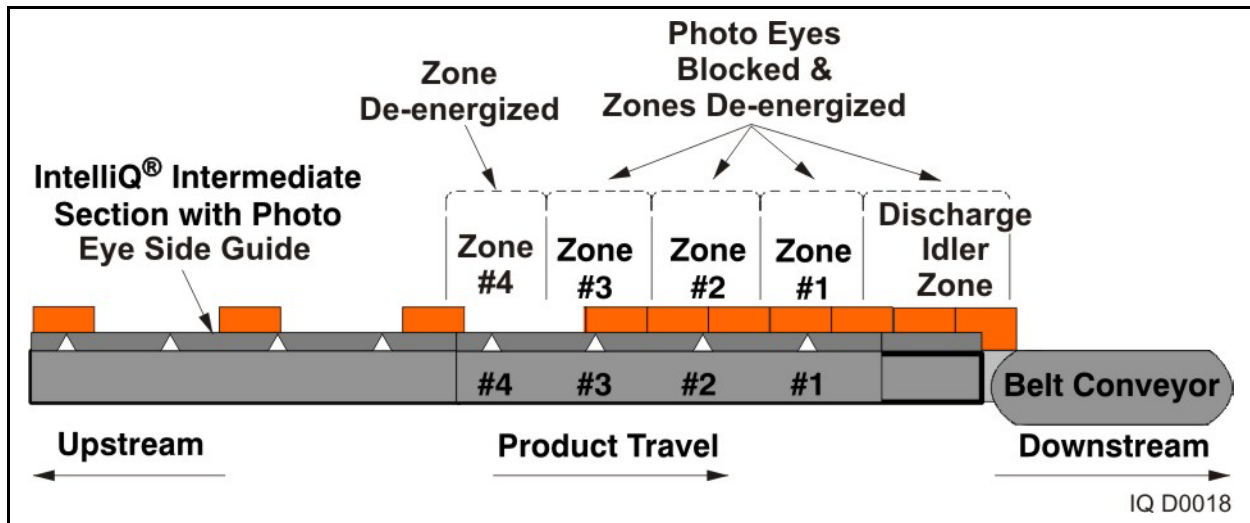 Photo Eyes
Blocked &
Zones De-energized
Zone
De-energized
IntelliQ® Intermediate
Section with Photo
Eye Side Guide
Zone
#4
Zone
#3
Zone
#2
Zone
#1
Discharge
Idler
Zone
#4
#3
#2
#1
Belt Conveyor
Upstream
Product Travel
Downstream
IQ D0018